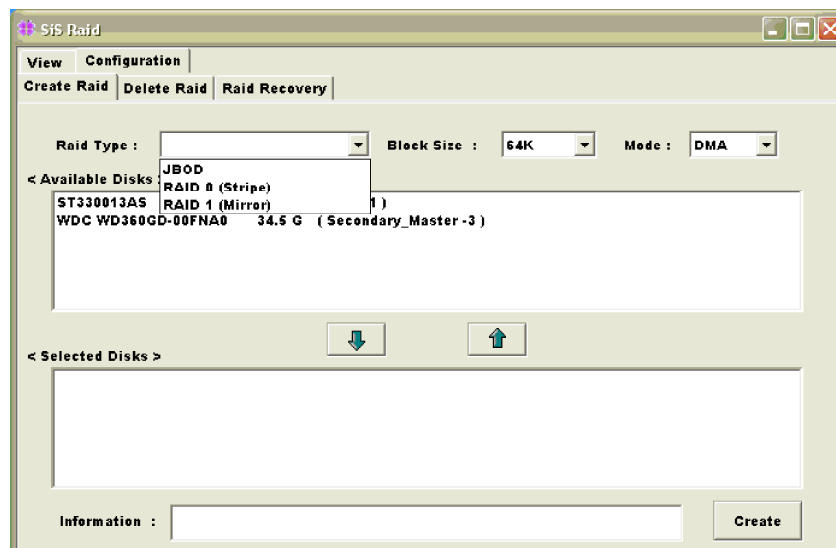 SiS Raid
View Configuration
Create Raid Delete Raid Raid Recovery
Raid Type : Block Size : 64K Mode : DMA
JBOD
RAID 0 (Stripe)
RAID 1 (Mirror)
< Available Disks
ST330013AS 1 )
WDC WD360GD-00FNA0 34.5 G ( Secondary_Master -3 )
< Selected Disks >
Information :
Create